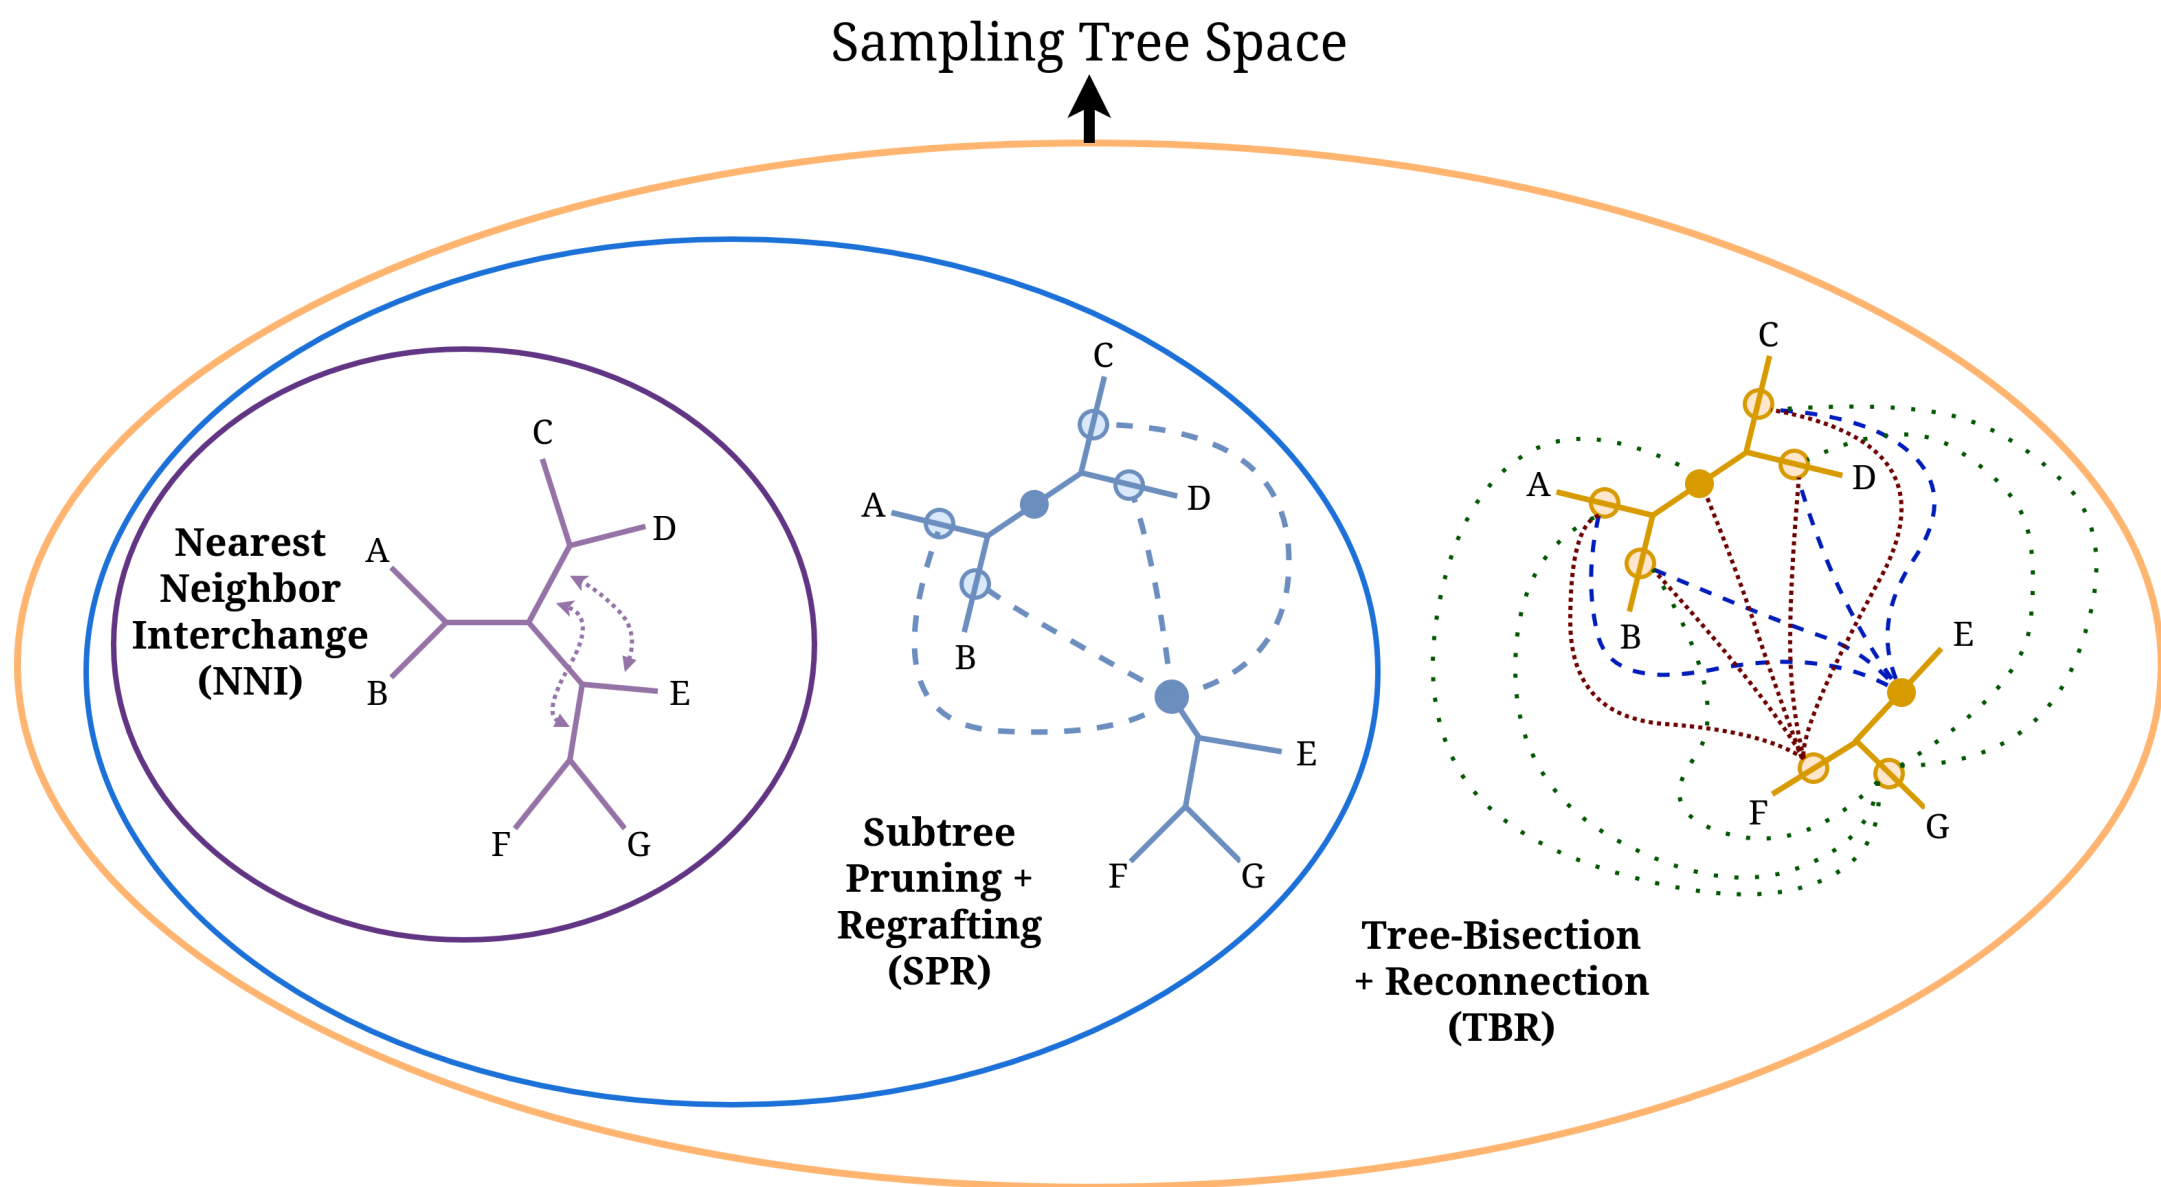 Sampling Tree Space
Nearest
Neighbor
Interchange
(NNI)
A
B
C
D
E
F
G
A
B
C
D
E
F
G
Subtree
Pruning +
Regrafting
(SPR)
A
B
C
D
E
F
G
Tree-Bisection
+ Reconnection
(TBR)